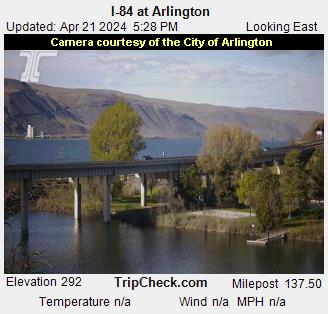 I-84 at Arlington
Updated: Apr 21 2024 5:28 PM Looking East
Camera courtesy of the City of Arlington
Elevation 292 TripCheck.com Milepost 137.50
Temperature n/a Wind n/a MPH n/a